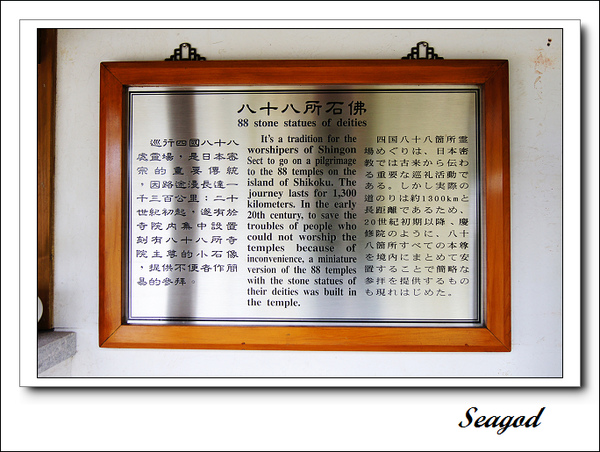 八十八所石佛
88 stone statues of deities
巡行四國八十八
處靈場，是日本密
宗的重要傳統
，因路途漫長達一
千三百公里；二十
世紀初起，遂有於
寺院內集中設置
刻有八十八所寺
院主尊的小石像
，提供不便者作簡
易的參拜。
It's a tradition for the
worshipers of Shingon
Sect to go on a pilgrimage
to the 88 temples on the
island of Shikoku. The
journey lasts for 1,300
kilometers. In the early
20th century, to save the
troubles of people who
could not worship the
temples because of
inconvenience, a miniature
version of the 88 temples
with the stone statues of
their deities was built in
the temple.
四国八十八箇所霊
場めぐりは、日本密
教では古来から伝わ
る重要な巡礼活動で
ある。しかし実際の
道のりは約1300kmと
長距離であるため、
20世紀初期以降、慶
修院のように、八十
八箇所すべての本尊
を境内にまとめて安
置することで簡略な
参拝を提供するもの
も現れはじめた。
Seagod